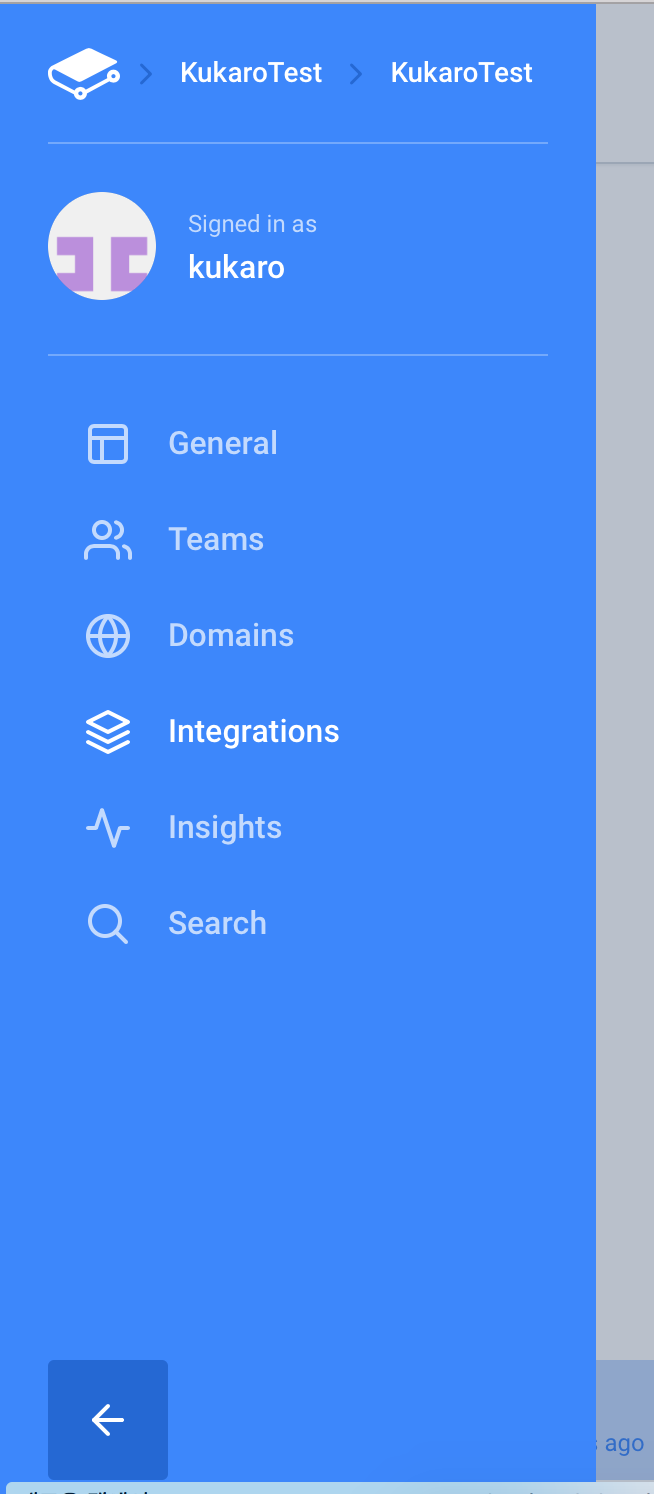 KukaroTest KukaroTest
Signed in as
kukaro
General
Teams
Domains
Integrations
Insights
Search
ago